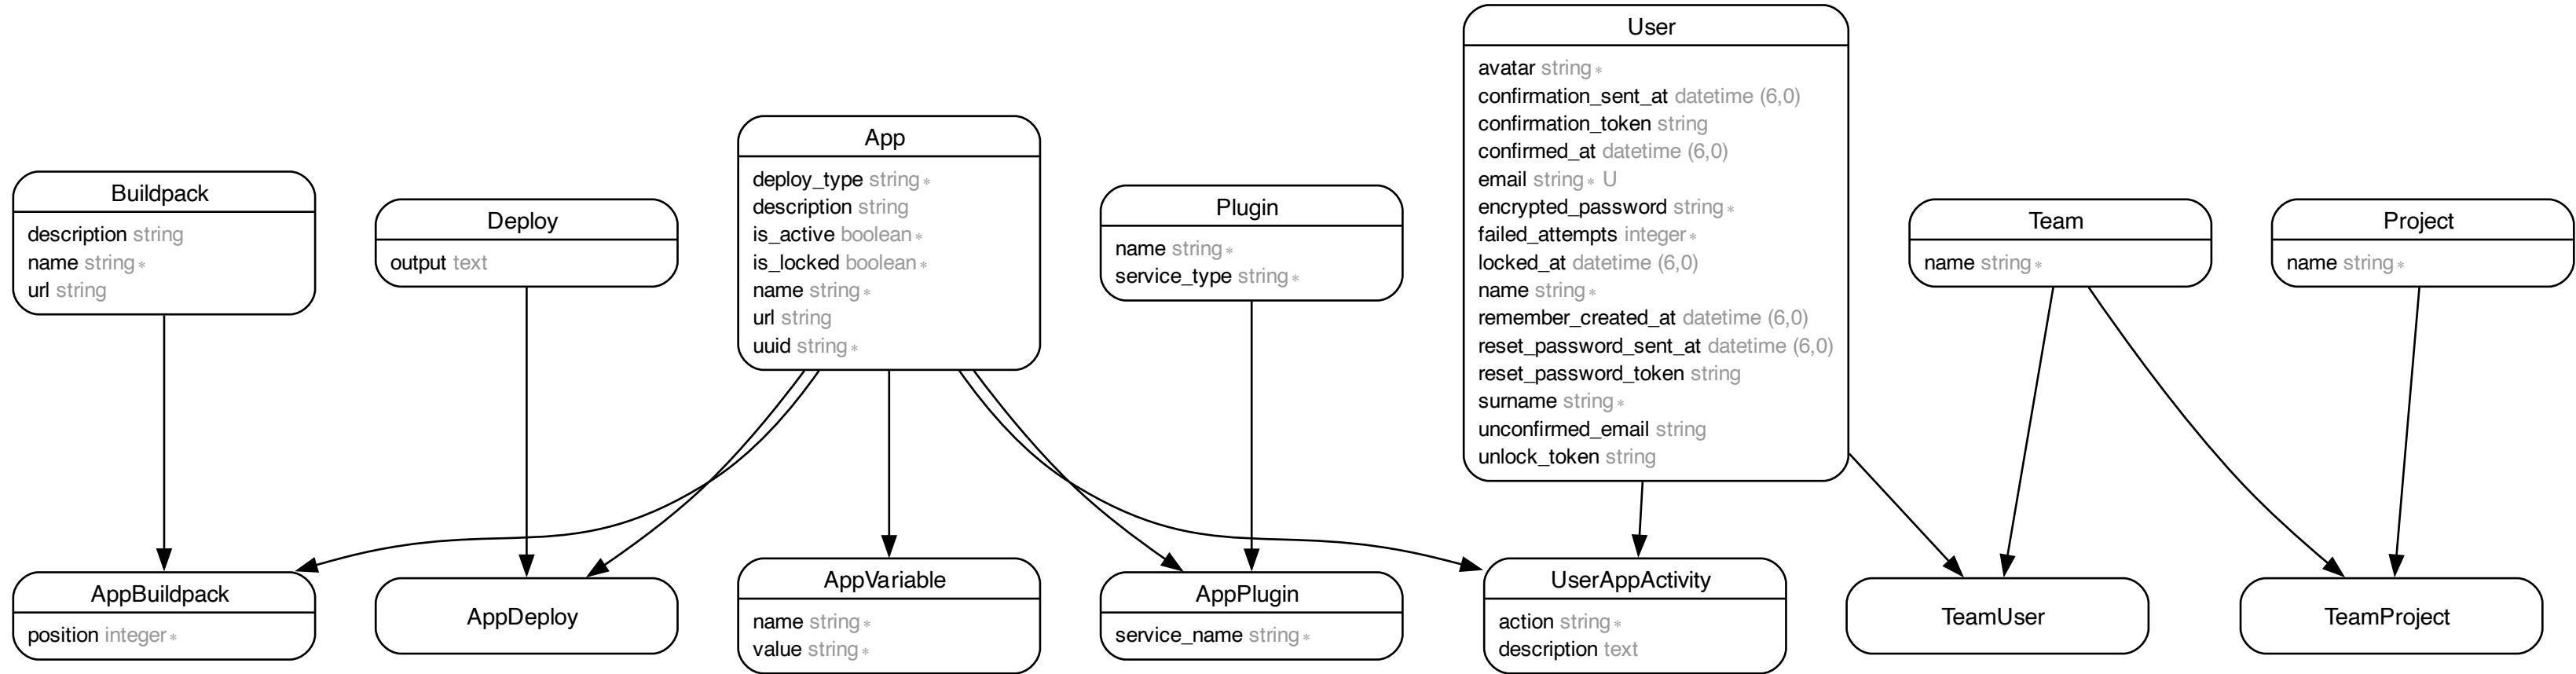 User
avatar string *
confirmation_sent_at datetime (6,0)
confirmation_token string
confirmed_at datetime (6,0)
email string * U
encrypted_password string *
failed_attempts integer *
locked_at datetime (6,0)
name string *
remember_created_at datetime (6,0)
reset_password_sent_at datetime (6,0)
reset_password_token string
surname string *
unconfirmed_email string
unlock_token string
App
deploy_type string *
description string
is_active boolean *
is_locked boolean *
name string *
url string
uuid string *
Buildpack
description string
name string *
url string
Deploy
output text
Plugin
name string *
service_type string *
Team
name string *
Project
name string *
AppBuildpack
position integer *
AppDeploy
AppVariable
name string *
value string *
AppPlugin
service_name string *
UserAppActivity
action string *
description text
TeamUser
TeamProject